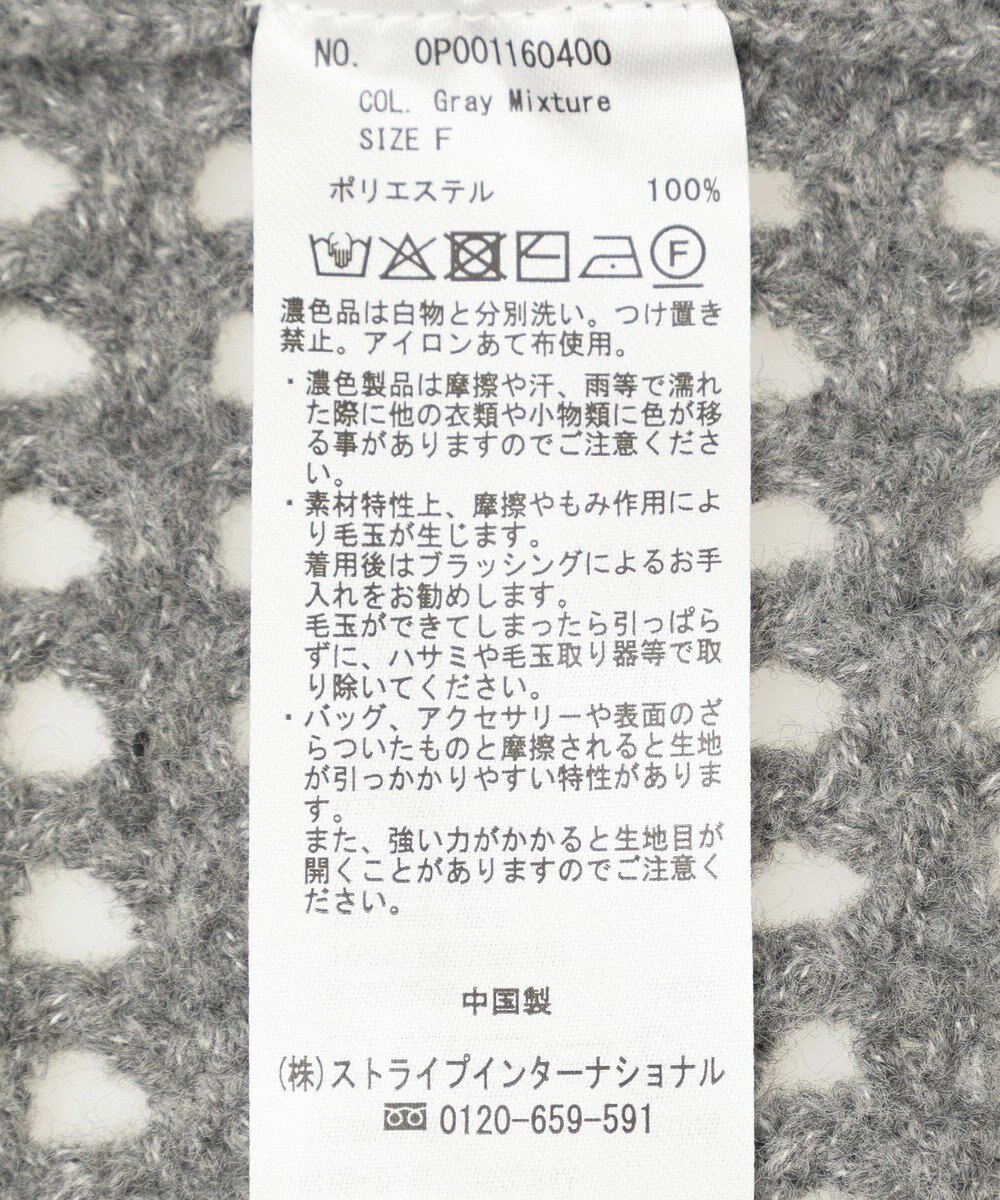 NO. OP001160400
COL. Gray Mixture
SIZE F
ポリエステル 100%
F
濃色品は白物と分別洗い。つけ置き
禁止。アイロンあて布使用。
・濃色製品は摩擦や汗、雨等で濡れ
た際に他の衣類や小物類に色が移
る事がありますのでご注意くださ
い。
・素材特性上、摩擦やもみ作用によ
り毛玉が生じます。
着用後はブラッシングによるお手
入れをお勧めします。
毛玉ができてしまったら引っぱら
ずに、ハサミや毛玉取り器等で取
り除いてください。
・バッグ、アクセサリーや表面のざ
らついたものと摩擦されると生地
が引っかかりやすい特性がありま
す。
また、強い力がかかると生地目が
開くことがありますのでご注意く
ださい。
中国製
(株)ストライプインターナショナル
0120-659-591